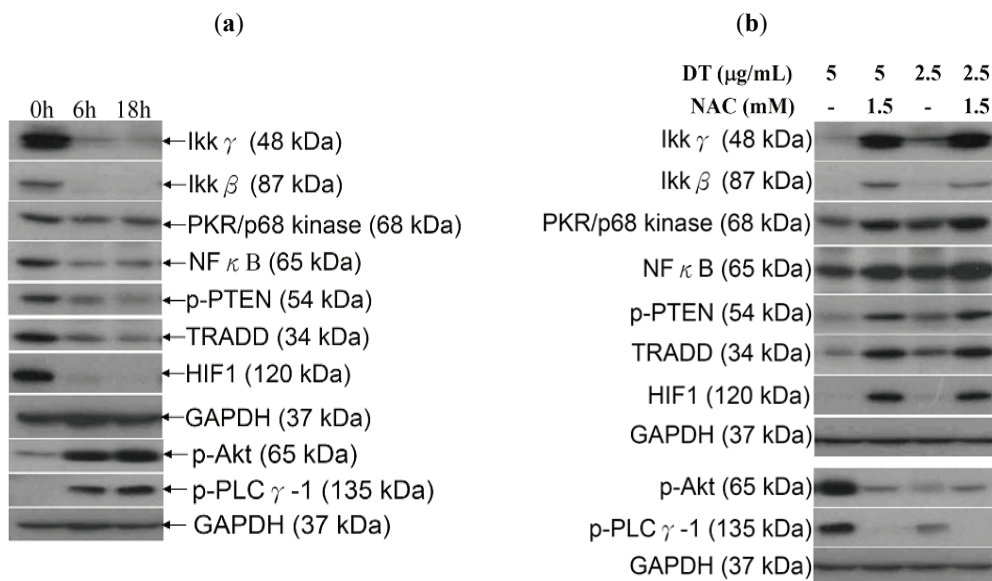 (a)
0h 6h 18h
Ikk γ (48 kDa)
Ikk β (87 kDa)
PKR/p68 kinase (68 kDa)
NF κ B (65 kDa)
p-PTEN (54 kDa)
TRADD (34 kDa)
HIF1 (120 kDa)
GAPDH (37 kDa)
p-Akt (65 kDa)
p-PLC γ -1 (135 kDa)
GAPDH (37 kDa)
(b)
DT (μg/mL) 5 5 2.5 2.5
NAC (mM) - 1.5 - 1.5
Ikk γ (48 kDa)
Ikk β (87 kDa)
PKR/p68 kinase (68 kDa)
NF κ B (65 kDa)
p-PTEN (54 kDa)
TRADD (34 kDa)
HIF1 (120 kDa)
GAPDH (37 kDa)
p-Akt (65 kDa)
p-PLC γ -1 (135 kDa)
GAPDH (37 kDa)